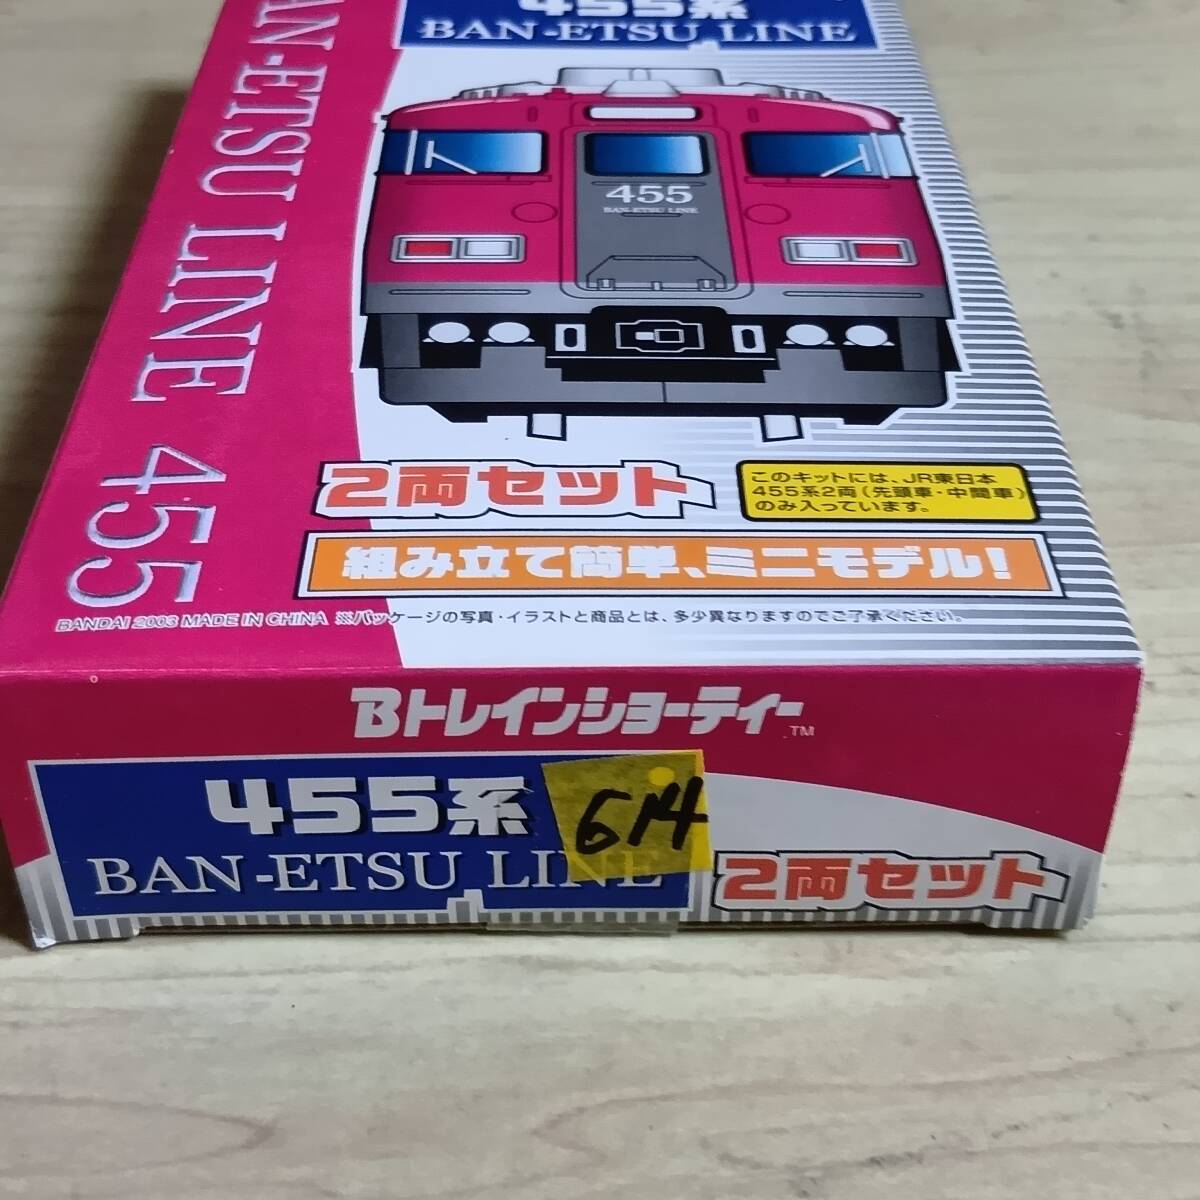 455系
BAN-ETSU LINE
AN-ETSU LINE 455
455
BAN-ETSU LINE
2両セット
このキットには、JR東日本
455系2両(先頭車・中間車)
のみ入っています。
組み立て簡単、ミニモデル!
BANDAI 2003 MADE IN CHINA ※パッケージの写真・イラストと商品とは、多少異なりますのでご了承ください。
Bトレインショーティー™
455系
BAN-ETSU LINE
614
2両セット